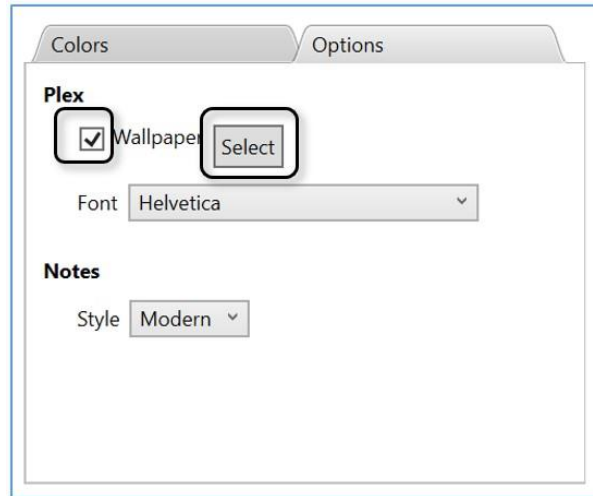 Colors Options
Plex
Wallpaper Select
Font Helvetica
Notes
Style Modern